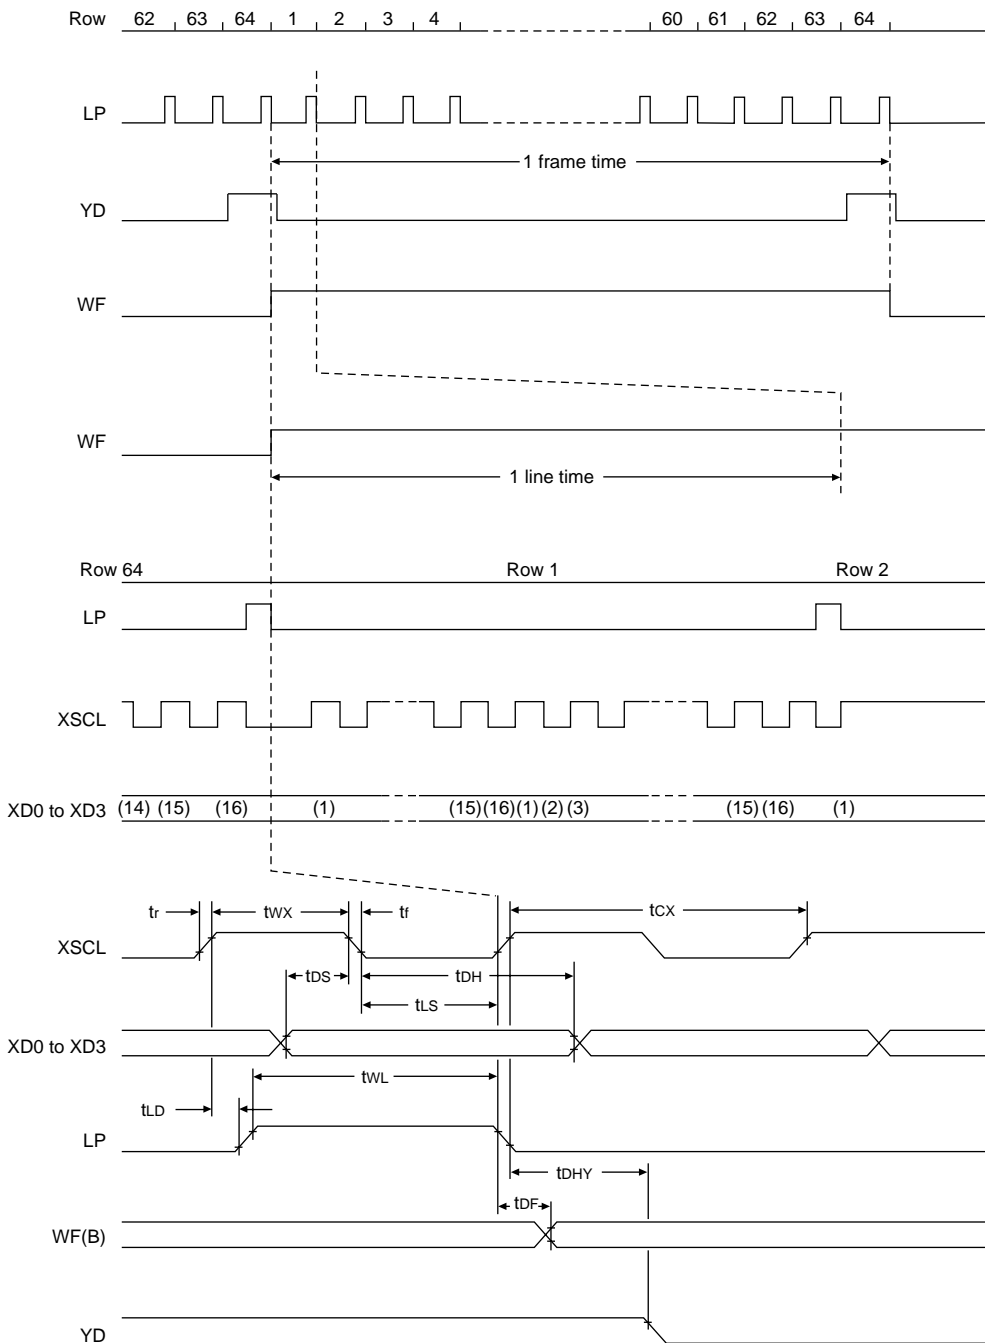 Row 62 63 64 1 2 3 4 60 61 62 63 64
LP
1 frame time
YD
WF
WF
1 line time
Row 64 Row 1 Row 2
LP
XSCL
XD0 to XD3 (14) (15) (16) (1) (15) (16) (1) (2) (3) (15) (16) (1)
tr tWX tf tCX
XSCL
tDS tDH
tLS
XD0 to XD3
tWL
tLD
LP
tDHY
tDF
WF(B)
YD